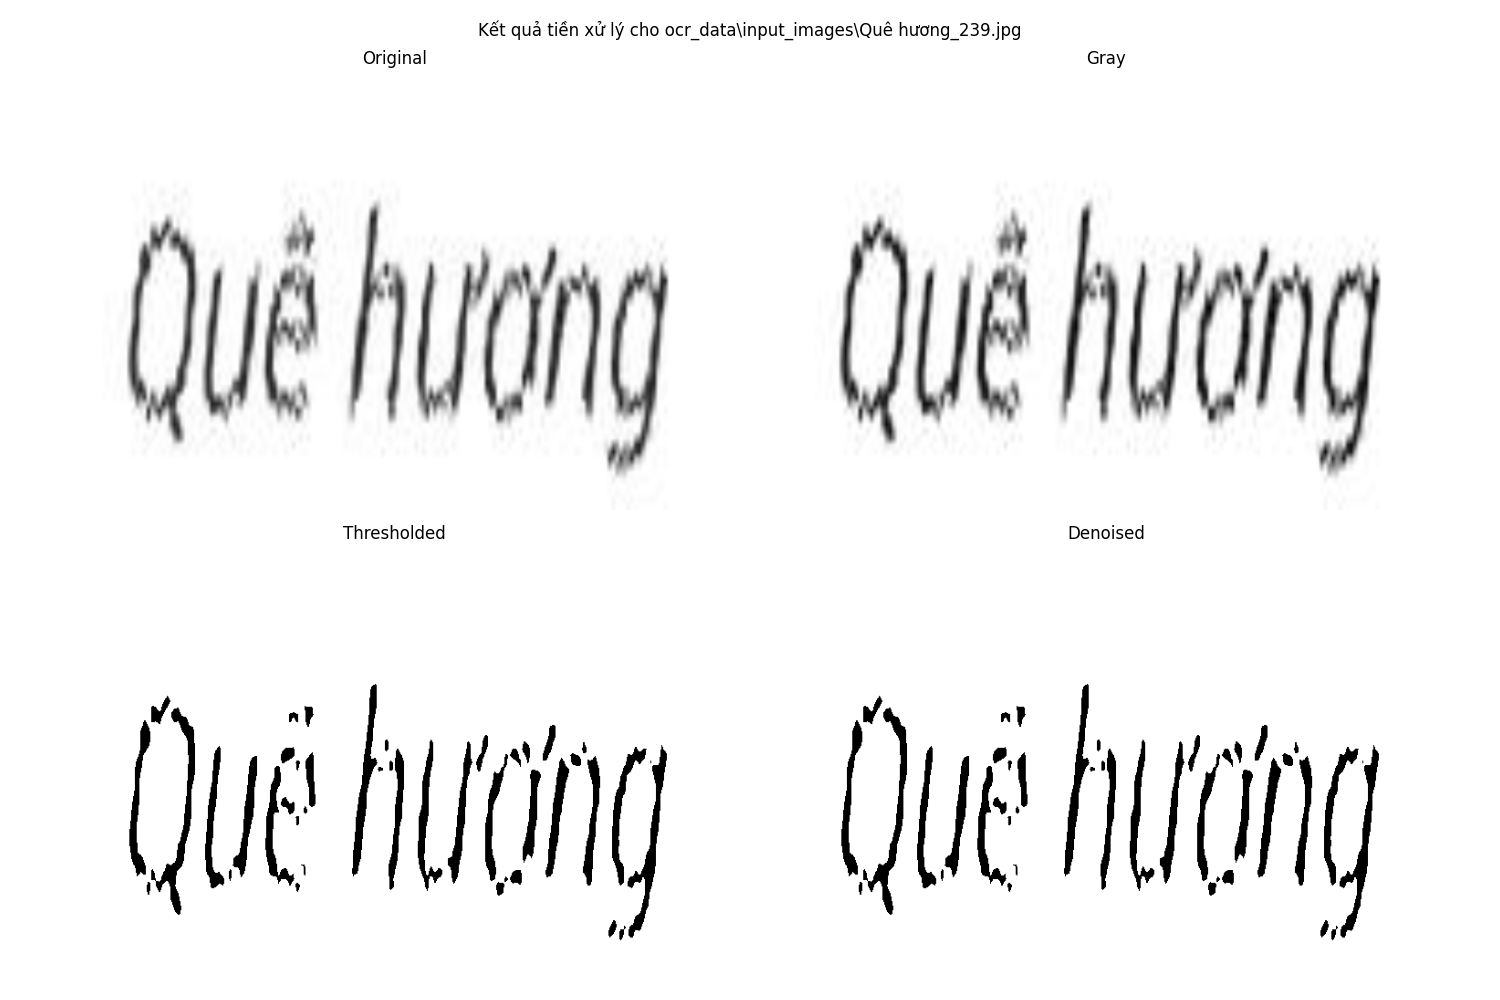 Kết quả tiền xử lý cho ocr_data\input_images\Quê hương_239.jpg
Original
Gray
Quê hương
Quê hương
Thresholded
Denoised
Quê hương
Quê hương